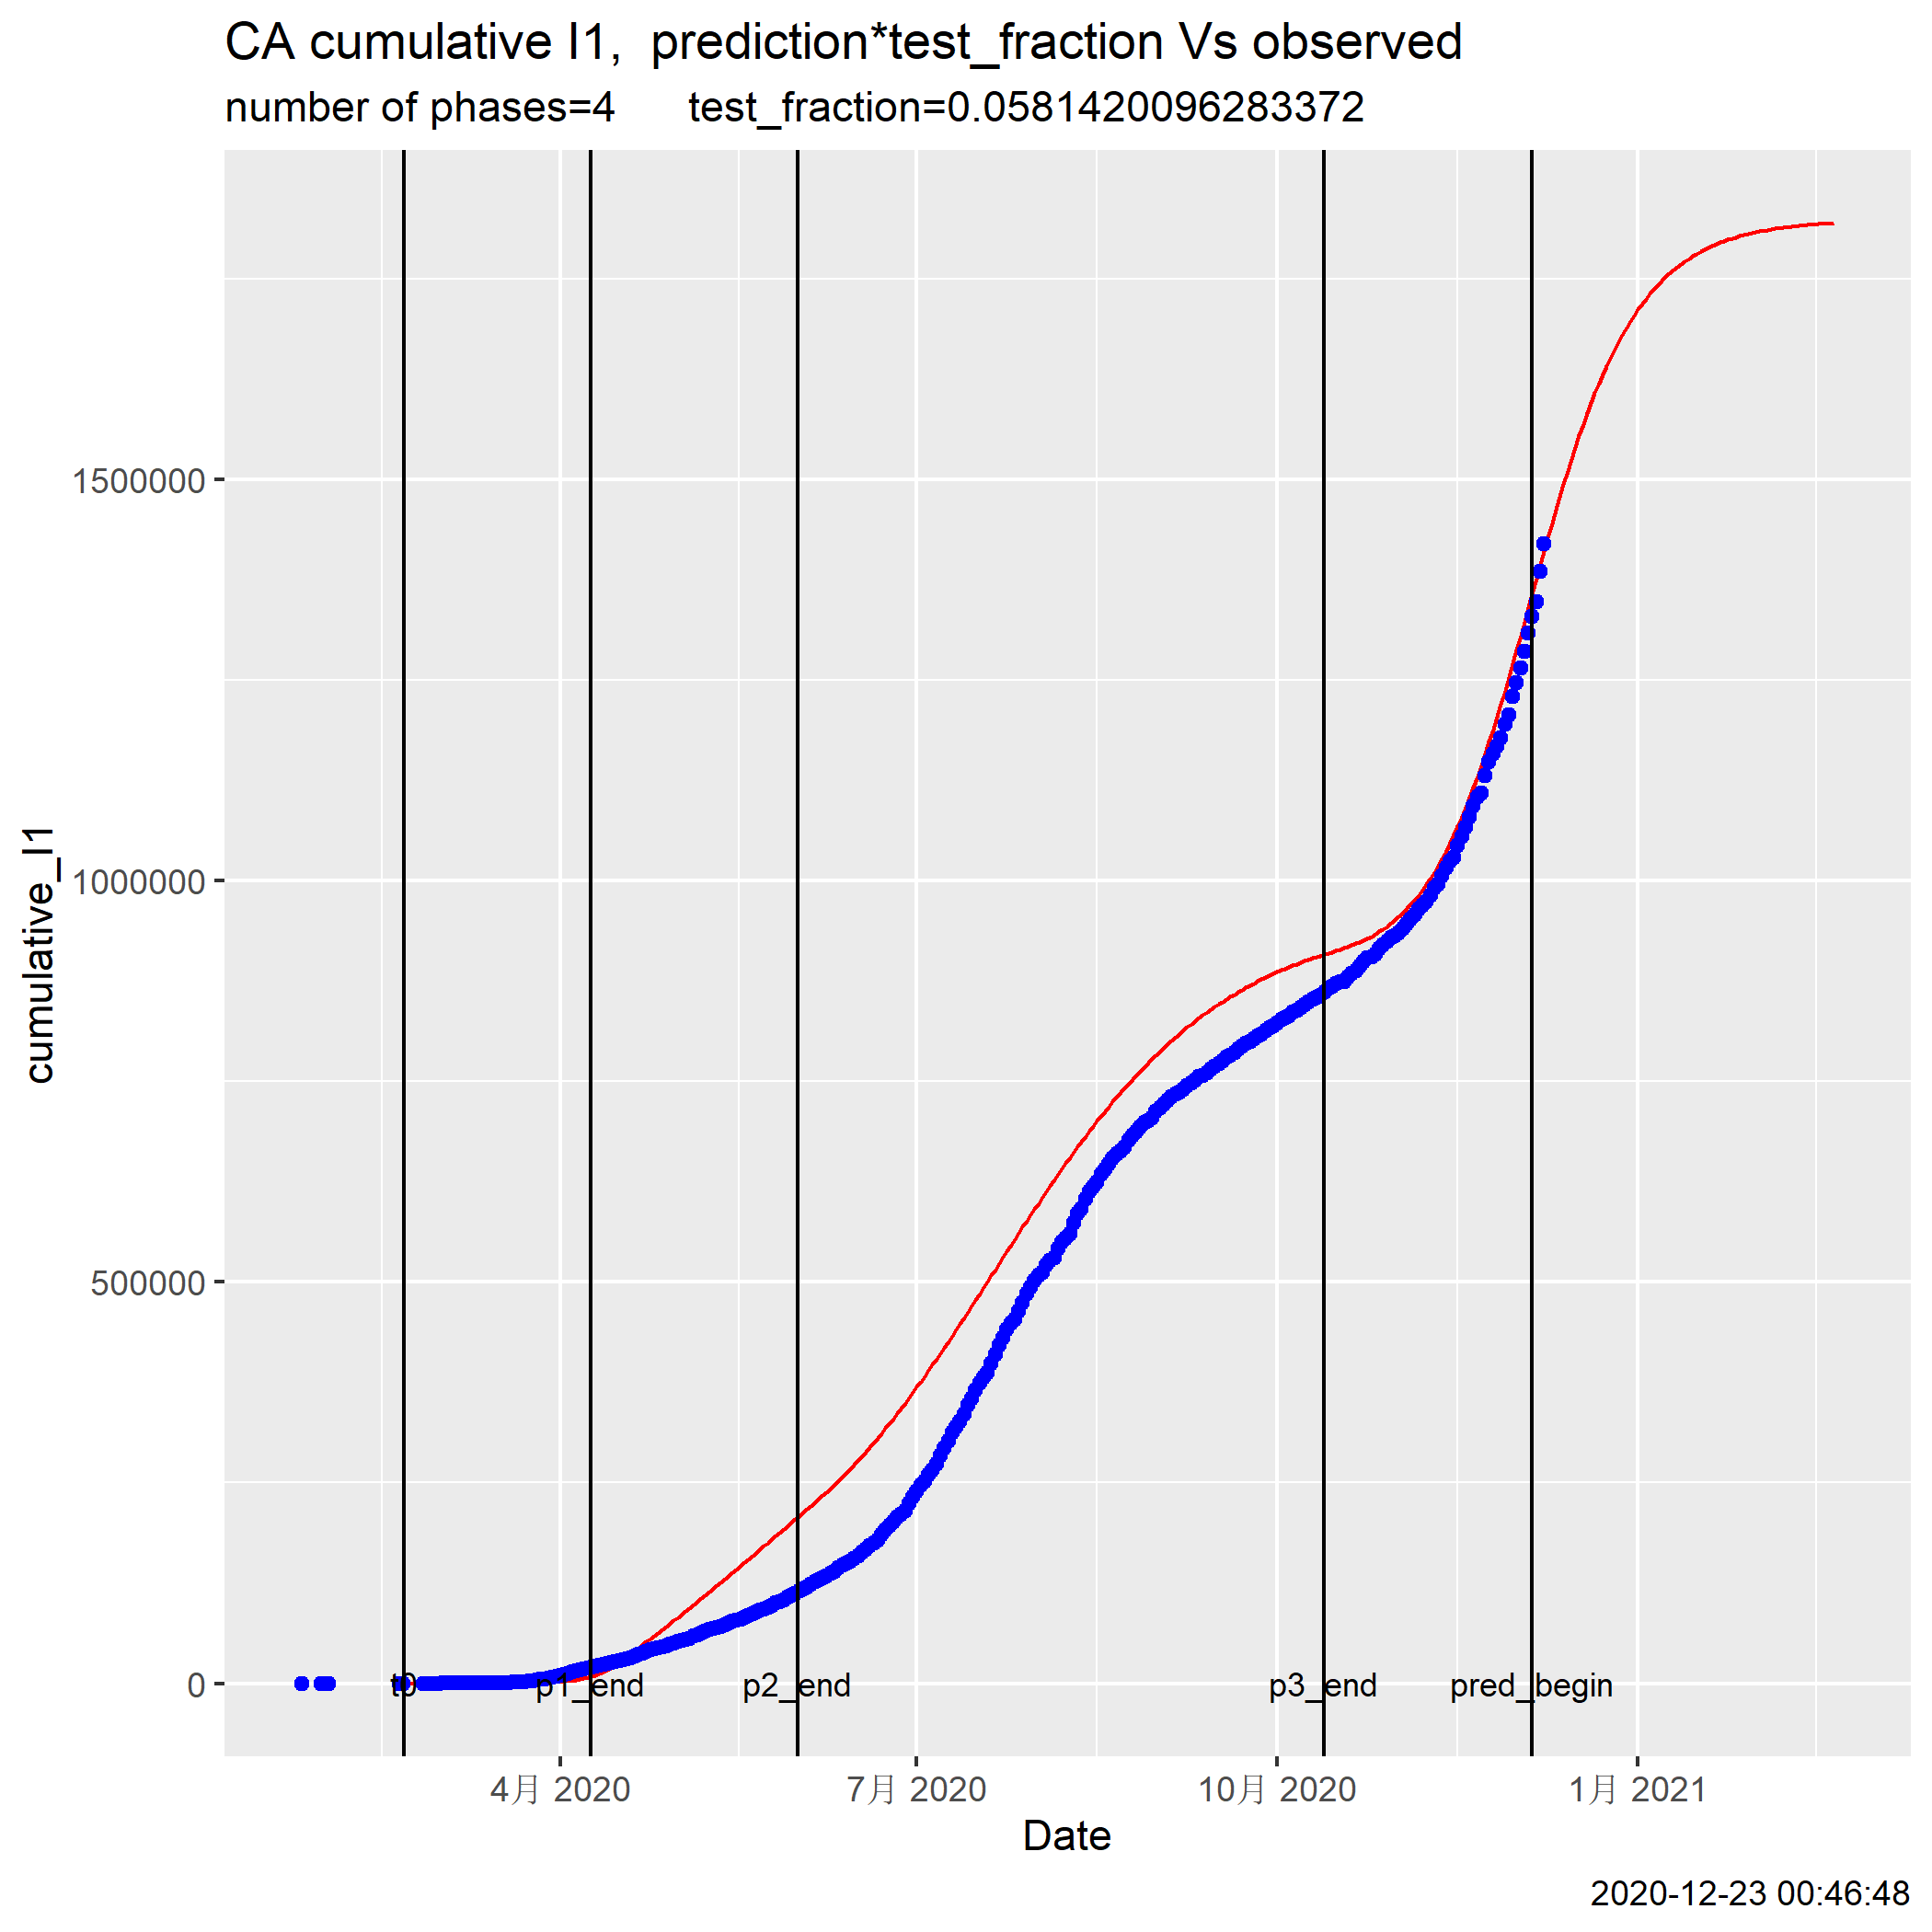 CA cumulative I1,  prediction*test_fraction Vs observed
number of phases=4      test_fraction=0.0581420096283372
cumulative_I1
1500000
1000000
500000
0
t0
p1_end
p2_end
p3_end
pred_begin
4月 2020
7月 2020
10月 2020
1月 2021
Date
2020-12-23 00:46:48